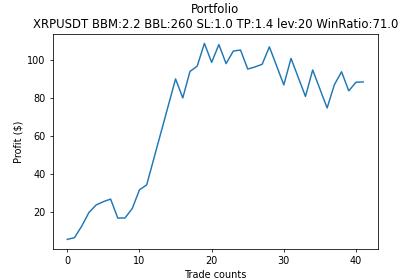 Portfolio
XRPUSDT BBM:2.2 BBL:260 SL:1.0 TP:1.4 lev:20 WinRatio:71.0
Profit ($)
100
80
60
40
20
0
10
20
30
40
Trade counts